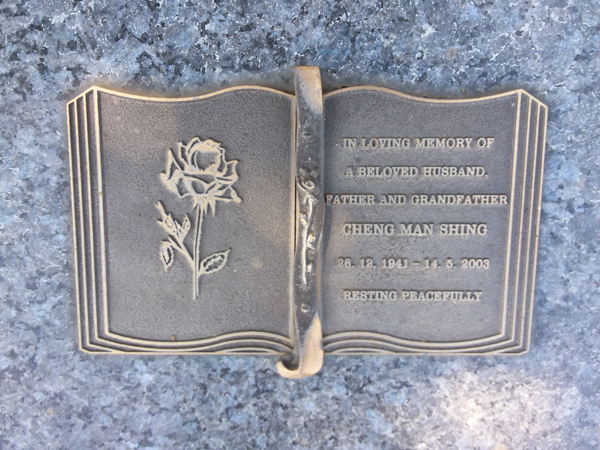 IN LOVING MEMORY OF
A BELOVED HUSBAND,
FATHER AND GRANDFATHER
CHENG MAN SHING
26. 12. 1941 - 14. 5. 2003
RESTING PEACEFULLY